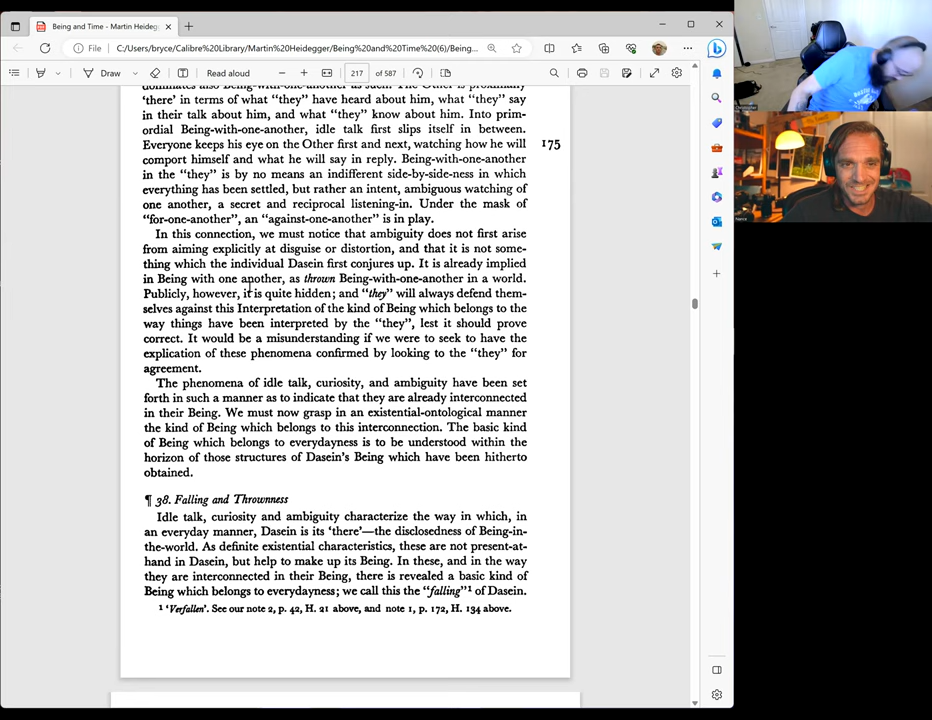 Being and Time - Martin Heideg
File
C:/Users/bryce/Calibre%20Library/Martin%20Heidegger/Being%20and%20Time%20(6)/Being...
Draw
Read aloud
217 of 587
dominates also Being-with-one-another as such. The Other is proximally
'there' in terms of what “they” have heard about him, what “they” say
in their talk about him, and what “they” know about him. Into prim-
ordial Being-with-one-another, idle talk first slips itself in between.
Everyone keeps his eye on the Other first and next, watching how he will
175
comport himself and what he will say in reply. Being-with-one-another
in the “they” is by no means an indifferent side-by-side-ness in which
everything has been settled, but rather an intent, ambiguous watching of
one another, a secret and reciprocal listening-in. Under the mask of
“for-one-another”, an “against-one-another” is in play.
In this connection, we must notice that ambiguity does not first arise
from aiming explicitly at disguise or distortion, and that it is not some-
thing which the individual Dasein first conjures up. It is already implied
in Being with one another, as thrown Being-with-one-another in a world.
Publicly, however, it is quite hidden; and “they” will always defend them-
selves against this Interpretation of the kind of Being which belongs to the
way things have been interpreted by the “they”, lest it should prove
correct. It would be a misunderstanding if we were to seek to have the
explication of these phenomena confirmed by looking to the “they” for
agreement.
The phenomena of idle talk, curiosity, and ambiguity have been set
forth in such a manner as to indicate that they are already interconnected
in their Being. We must now grasp in an existential-ontological manner
the kind of Being which belongs to this interconnection. The basic kind
of Being which belongs to everydayness is to be understood within the
horizon of those structures of Dasein's Being which have been hitherto
obtained.
¶ 38. Falling and Thrownness
Idle talk, curiosity and ambiguity characterize the way in which, in
an everyday manner, Dasein is its 'there'—the disclosedness of Being-in-
the-world. As definite existential characteristics, these are not present-at-
hand in Dasein, but help to make up its Being. In these, and in the way
they are interconnected in their Being, there is revealed a basic kind of
Being which belongs to everydayness; we call this the “falling”1 of Dasein.
1 'Verfallen'. See our note 2, p. 42, H. 21 above, and note 1, p. 172, H. 134 above.